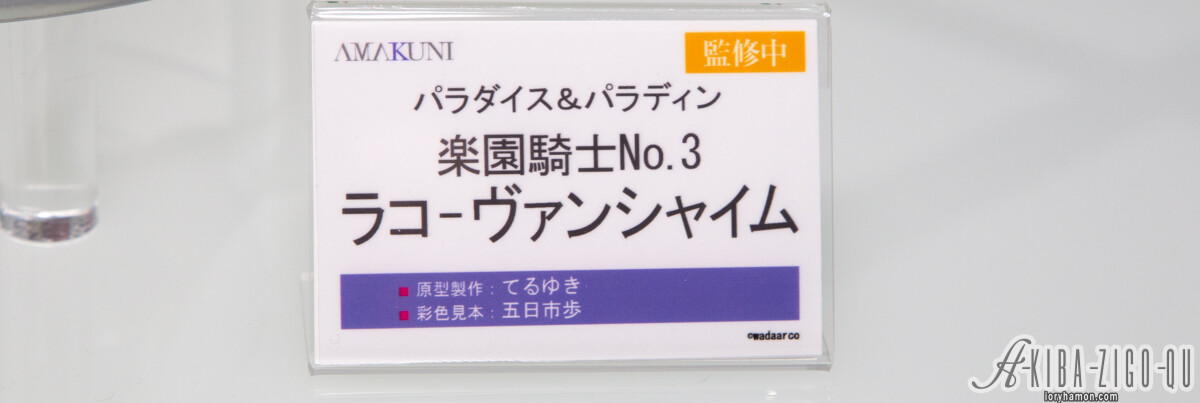 AMAKUNI
監修中
パラダイス&パラディン
楽園騎士No.3
ラコ-ヴァンシャイム
■ 原型製作：てるゆき
■ 彩色見本：五日市歩
©wadaarco
A-KIBA-ZIGO-QU
loryhamon.com